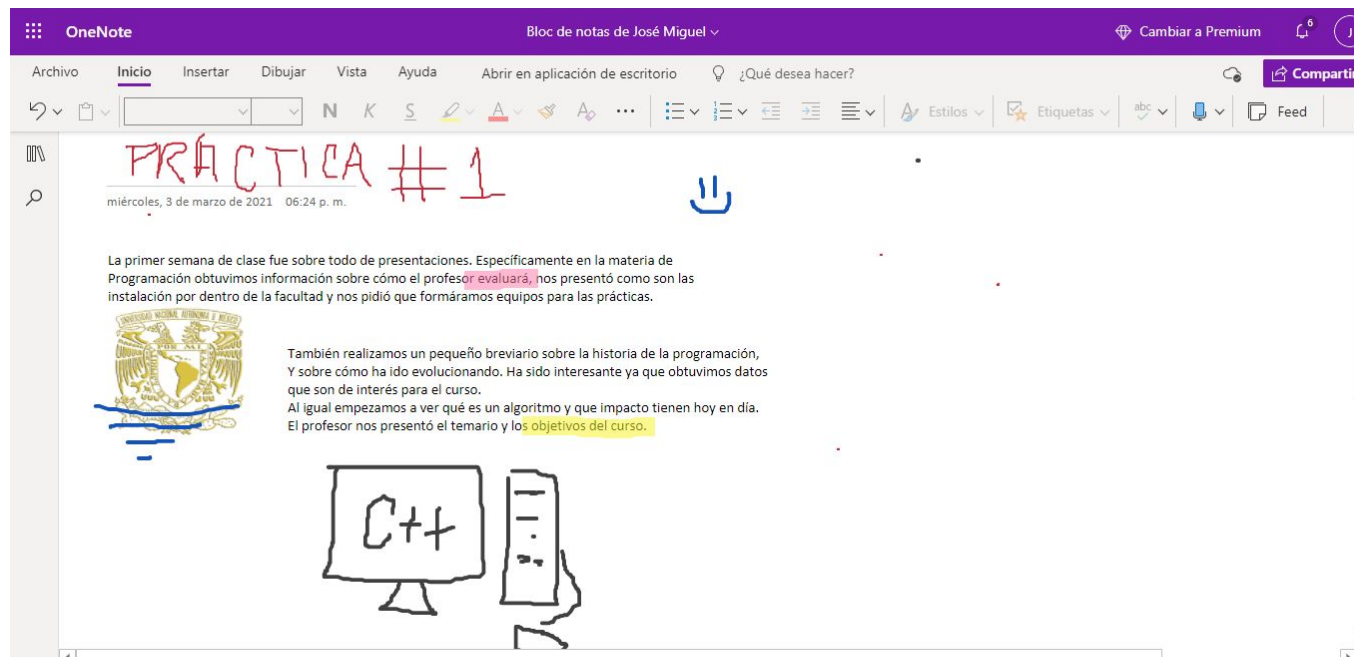 OneNote
Bloc de notas de José Miguel
Cambiar a Premium
6
J
Archivo Inicio Insertar Dibujar Vista Ayuda Abrir en aplicación de escritorio ¿Qué desea hacer? Compartir
N K S A A Estilos Etiquetas abc Feed
PRÁCTICA #1
miércoles, 3 de marzo de 2021 06:24 p. m.
La primer semana de clase fue sobre todo de presentaciones. Específicamente en la materia de
Programación obtuvimos información sobre cómo el profesor evaluará, nos presentó como son las
instalación por dentro de la facultad y nos pidió que formáramos equipos para las prácticas.
UNIVERSIDAD NACIONAL AUTONOMA
POR MI
También realizamos un pequeño breviario sobre la historia de la programación,
Y sobre cómo ha ido evolucionando. Ha sido interesante ya que obtuvimos datos
que son de interés para el curso.
Al igual empezamos a ver qué es un algoritmo y que impacto tienen hoy en día.
El profesor nos presentó el temario y los objetivos del curso.
C++